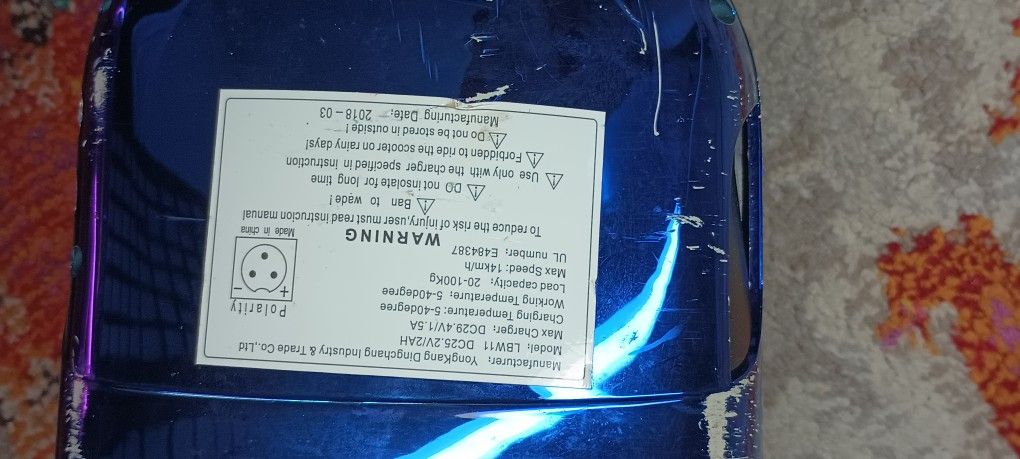 Manufacturer: YongKang Dingchang Industry & Trade Co.,Ltd
Model: LBW11 DC25.2V/2AH
Max Charger: DC29.4V/1.5A
Charging Temperature: 5-40degree
Working Temperature: 5-40degree
Load capacity: 20-100Kg
Max Speed: 14km/h
UL number: E484387
Polarity
+ −
Made in china
WARNING
To reduce the risk of injury,user must read instrucion manual
Ban to wade!
DO not insolate for long time
Use only with the charger specified in instruction
Forbidden to ride the scooter on rainy days!
Do not be stored in outside!
Manufacturing Date: 2018-03